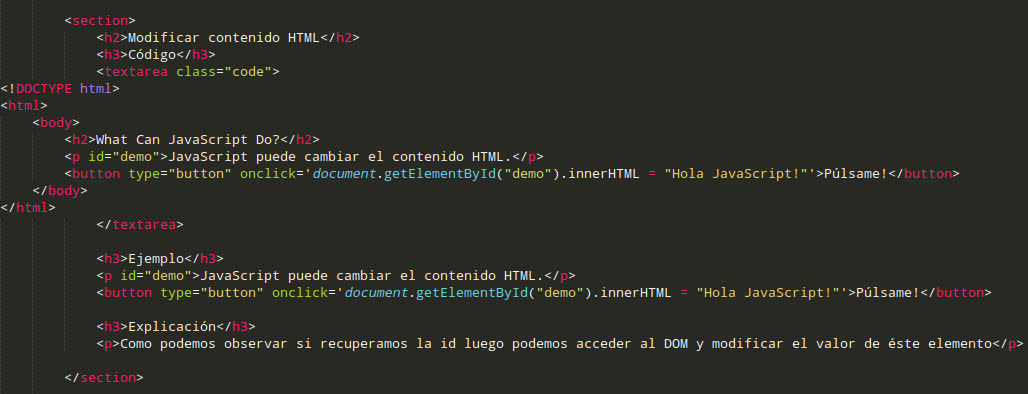 <section>
<h2>Modificar contenido HTML</h2>
<h3>Código</h3>
<textarea class="code">
<!DOCTYPE html>
<html>
<body>
<h2>What Can JavaScript Do?</h2>
<p id="demo">JavaScript puede cambiar el contenido HTML.</p>
<button type="button" onclick='document.getElementById("demo").innerHTML = "Hola JavaScript!"'>Púlsame!</button>
</body>
</html>
</textarea>
<h3>Ejemplo</h3>
<p id="demo">JavaScript puede cambiar el contenido HTML.</p>
<button type="button" onclick='document.getElementById("demo").innerHTML = "Hola JavaScript!"'>Púlsame!</button>
<h3>Explicación</h3>
<p>Como podemos observar si recuperamos la id luego podemos acceder al DOM y modificar el valor de éste elemento</p>
</section>